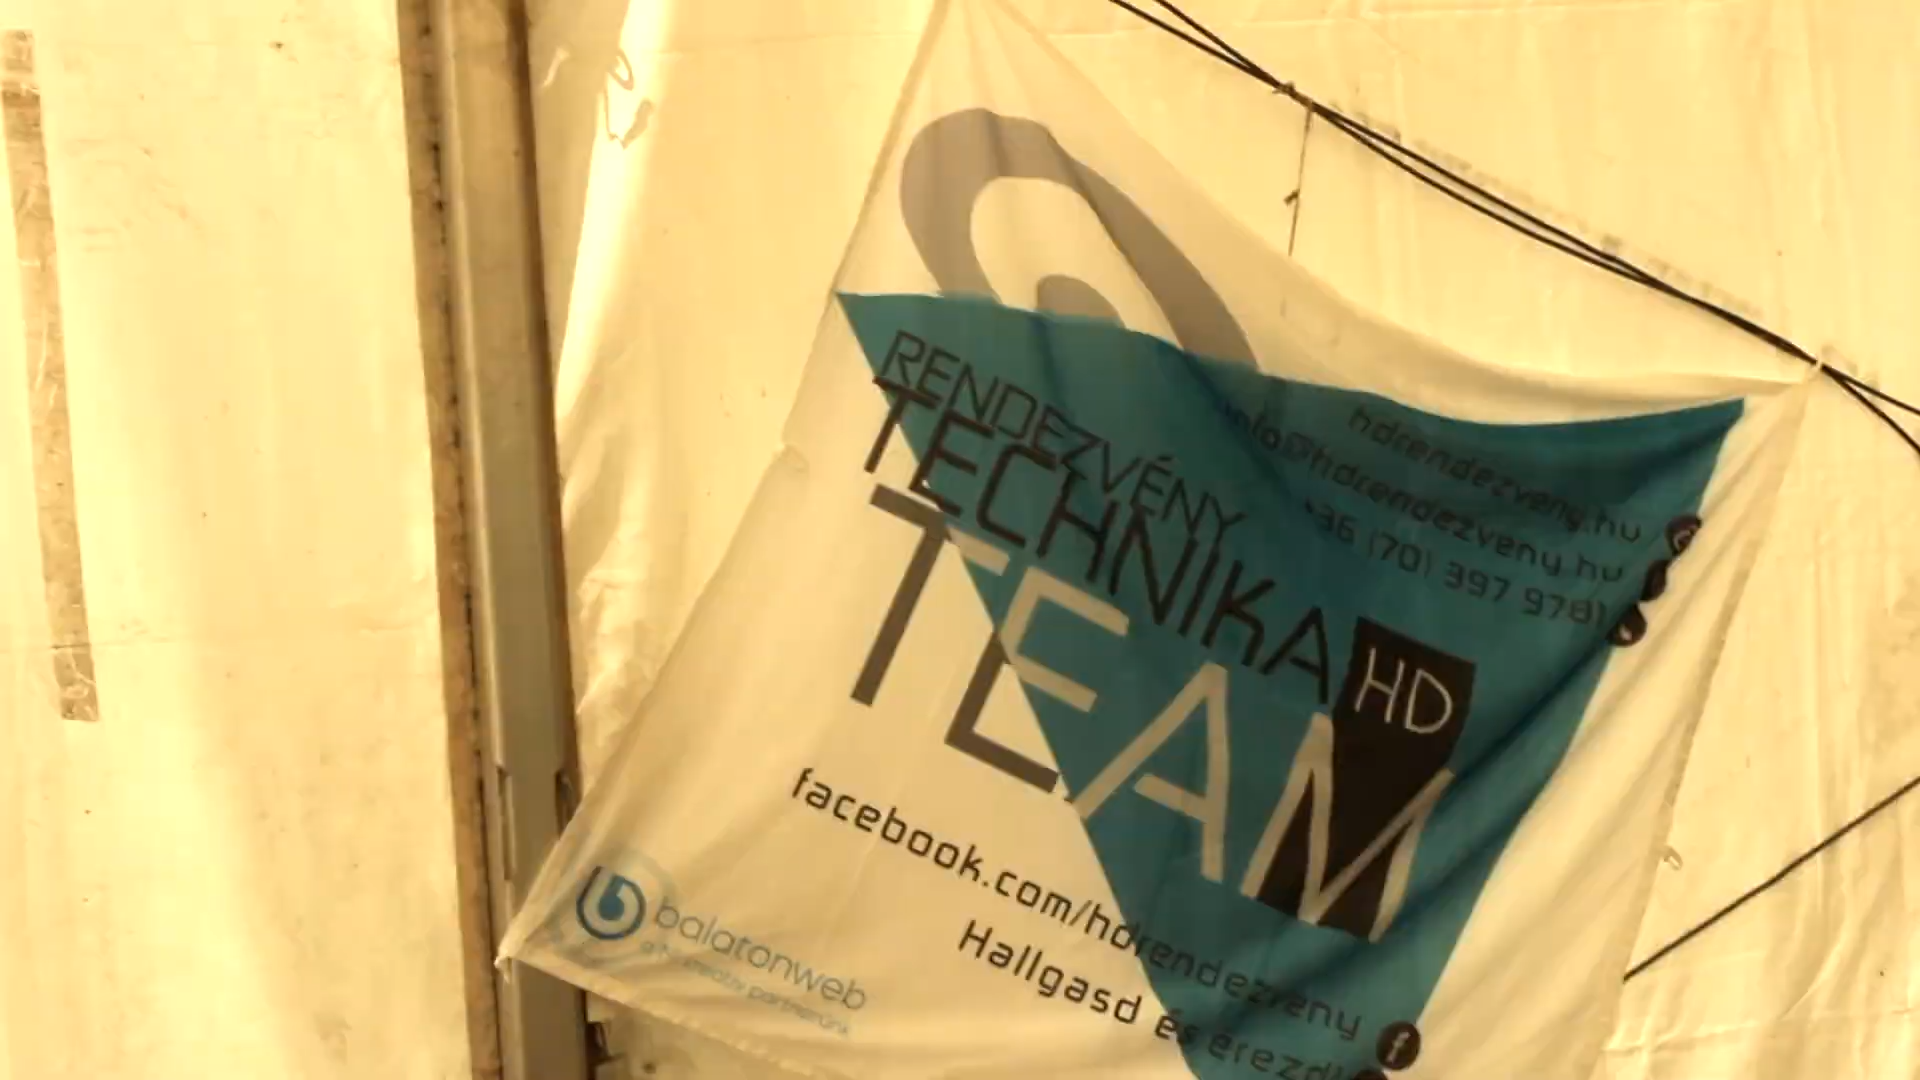 hdrendezveny.hu
info@hdrendezveny.hu
+36 (70) 397 9781
RENDEZVÉNY
TECHNIKA
HD
TEAM
facebook.com/hdrendezveny
Hallgasd és érezd!
balatonweb
partnerünk